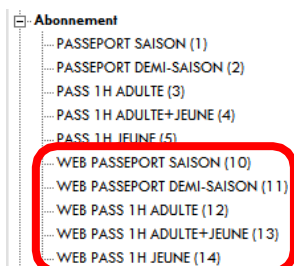 Abonnement
PASSEPORT SAISON (1)
PASSEPORT DEMI-SAISON (2)
PASS 1H ADULTE (3)
PASS 1H ADULTE+JEUNE (4)
PASS 1H JEUNE (5)
WEB PASSEPORT SAISON (10)
WEB PASSEPORT DEMI-SAISON (11)
WEB PASS 1H ADULTE (12)
WEB PASS 1H ADULTE+JEUNE (13)
WEB PASS 1H JEUNE (14)